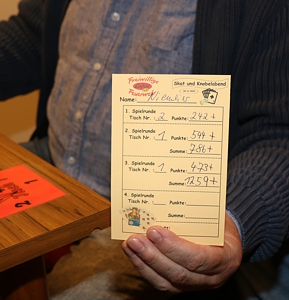 Freiwillige
Feuerwehr
Skat und Knobelabend
Name:
1. Spielrunde
Tisch Nr.: 2 Punkte: 242+
2. Spielrunde
Tisch Nr.: 1 Punkte: 544+
Summe: 786+
3. Spielrunde
Tisch Nr.: 1 Punkte: 473+
Summe: 1259+
4. Spielrunde
Tisch Nr.: Punkte:
Summe: